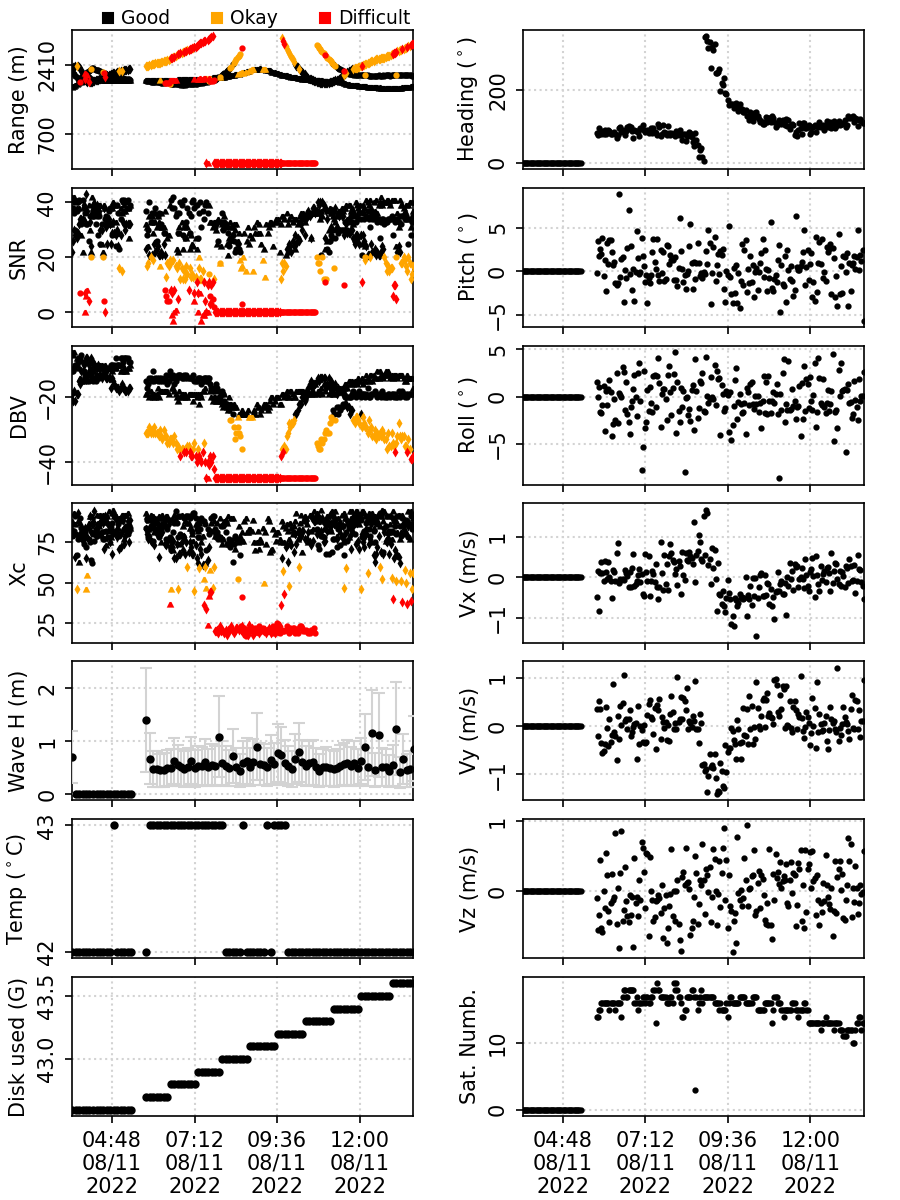 Good Okay Difficult
Range (m)
2410
700
Heading (°)
200
0
SNR
40
20
0
Pitch (°)
5
0
−5
DBV
−20
−40
Roll (°)
5
0
−5
Xc
75
50
25
Vx (m/s)
1
0
−1
Wave H (m)
2
1
0
Vy (m/s)
1
0
−1
Temp (°C)
43
42
Vz (m/s)
1
0
Disk used (G)
43.5
43.0
Sat. Numb.
10
0
04:48 07:12 09:36 12:00
08/11 08/11 08/11 08/11
2022 2022 2022 2022
04:48 07:12 09:36 12:00
08/11 08/11 08/11 08/11
2022 2022 2022 2022